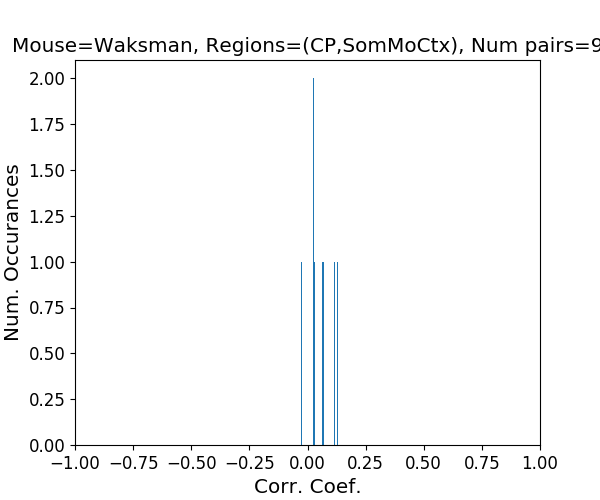 Mouse=Waksman, Regions=(CP,SomMoCtx), Num pairs=9
2.00
1.75
1.50
1.25
1.00
0.75
0.50
0.25
0.00
Num. Occurances
−1.00 −0.75 −0.50 −0.25 0.00 0.25 0.50 0.75 1.00
Corr. Coef.